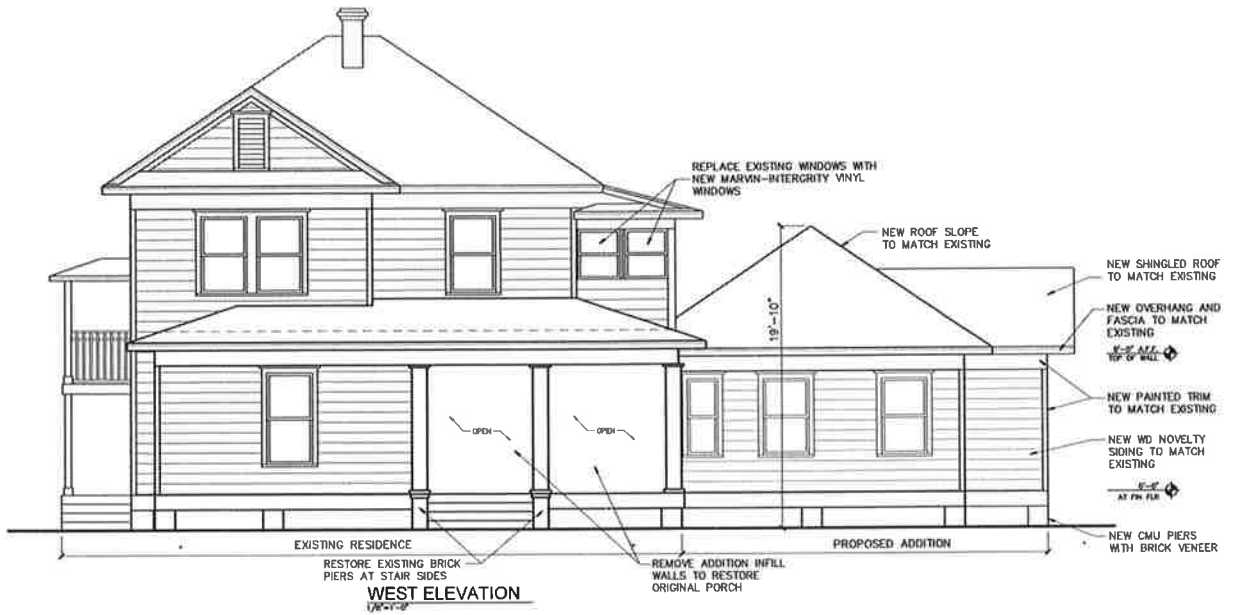 REPLACE EXISTING WINDOWS WITH
NEW MARVIN-INTERGRITY VINYL
WINDOWS
NEW ROOF SLOPE
TO MATCH EXISTING
NEW SHINGLED ROOF
TO MATCH EXISTING
19'-10"
NEW OVERHANG AND
FASCIA TO MATCH
EXISTING
TOP OF WALL
NEW PAINTED TRIM
TO MATCH EXISTING
OPEN
OPEN
NEW WD NOVELTY
SIDING TO MATCH
EXISTING
AT FIN FLR
NEW CMU PIERS
WITH BRICK VENEER
EXISTING RESIDENCE
PROPOSED ADDITION
RESTORE EXISTING BRICK
PIERS AT STAIR SIDES
REMOVE ADDITION INFILL
WALLS TO RESTORE
ORIGINAL PORCH
WEST ELEVATION
1/8"=1'-0"